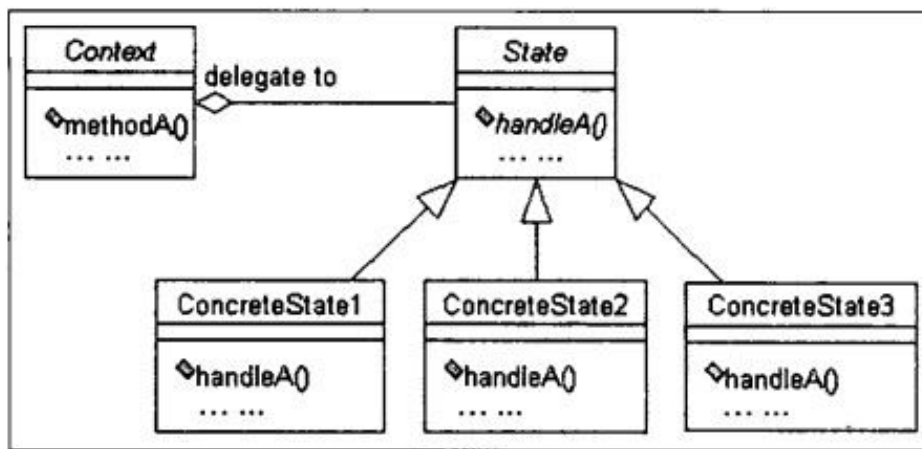 Context
methodA()
... ...
delegate to
State
handleA()
... ...
ConcreteState1
handleA()
... ...
ConcreteState2
handleA()
... ...
ConcreteState3
handleA()
... ...